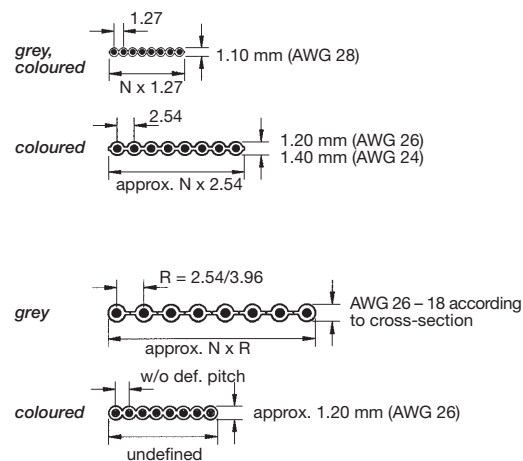 1.27
grey,
coloured
1.10 mm (AWG 28)
N x 1.27
2.54
coloured
1.20 mm (AWG 26)
1.40 mm (AWG 24)
approx. N x 2.54
R = 2.54/3.96
grey
AWG 26 – 18 according
to cross-section
approx. N x R
w/o def. pitch
coloured
approx. 1.20 mm (AWG 26)
undefined